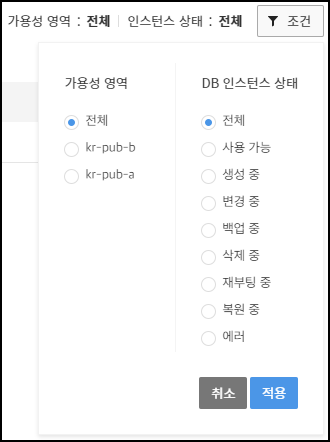 가용성 영역 : 전체 인스턴스 상태 : 전체 조건
가용성 영역
전체
kr-pub-b
kr-pub-a
DB 인스턴스 상태
전체
사용 가능
생성 중
변경 중
백업 중
삭제 중
재부팅 중
복원 중
에러
취소 적용